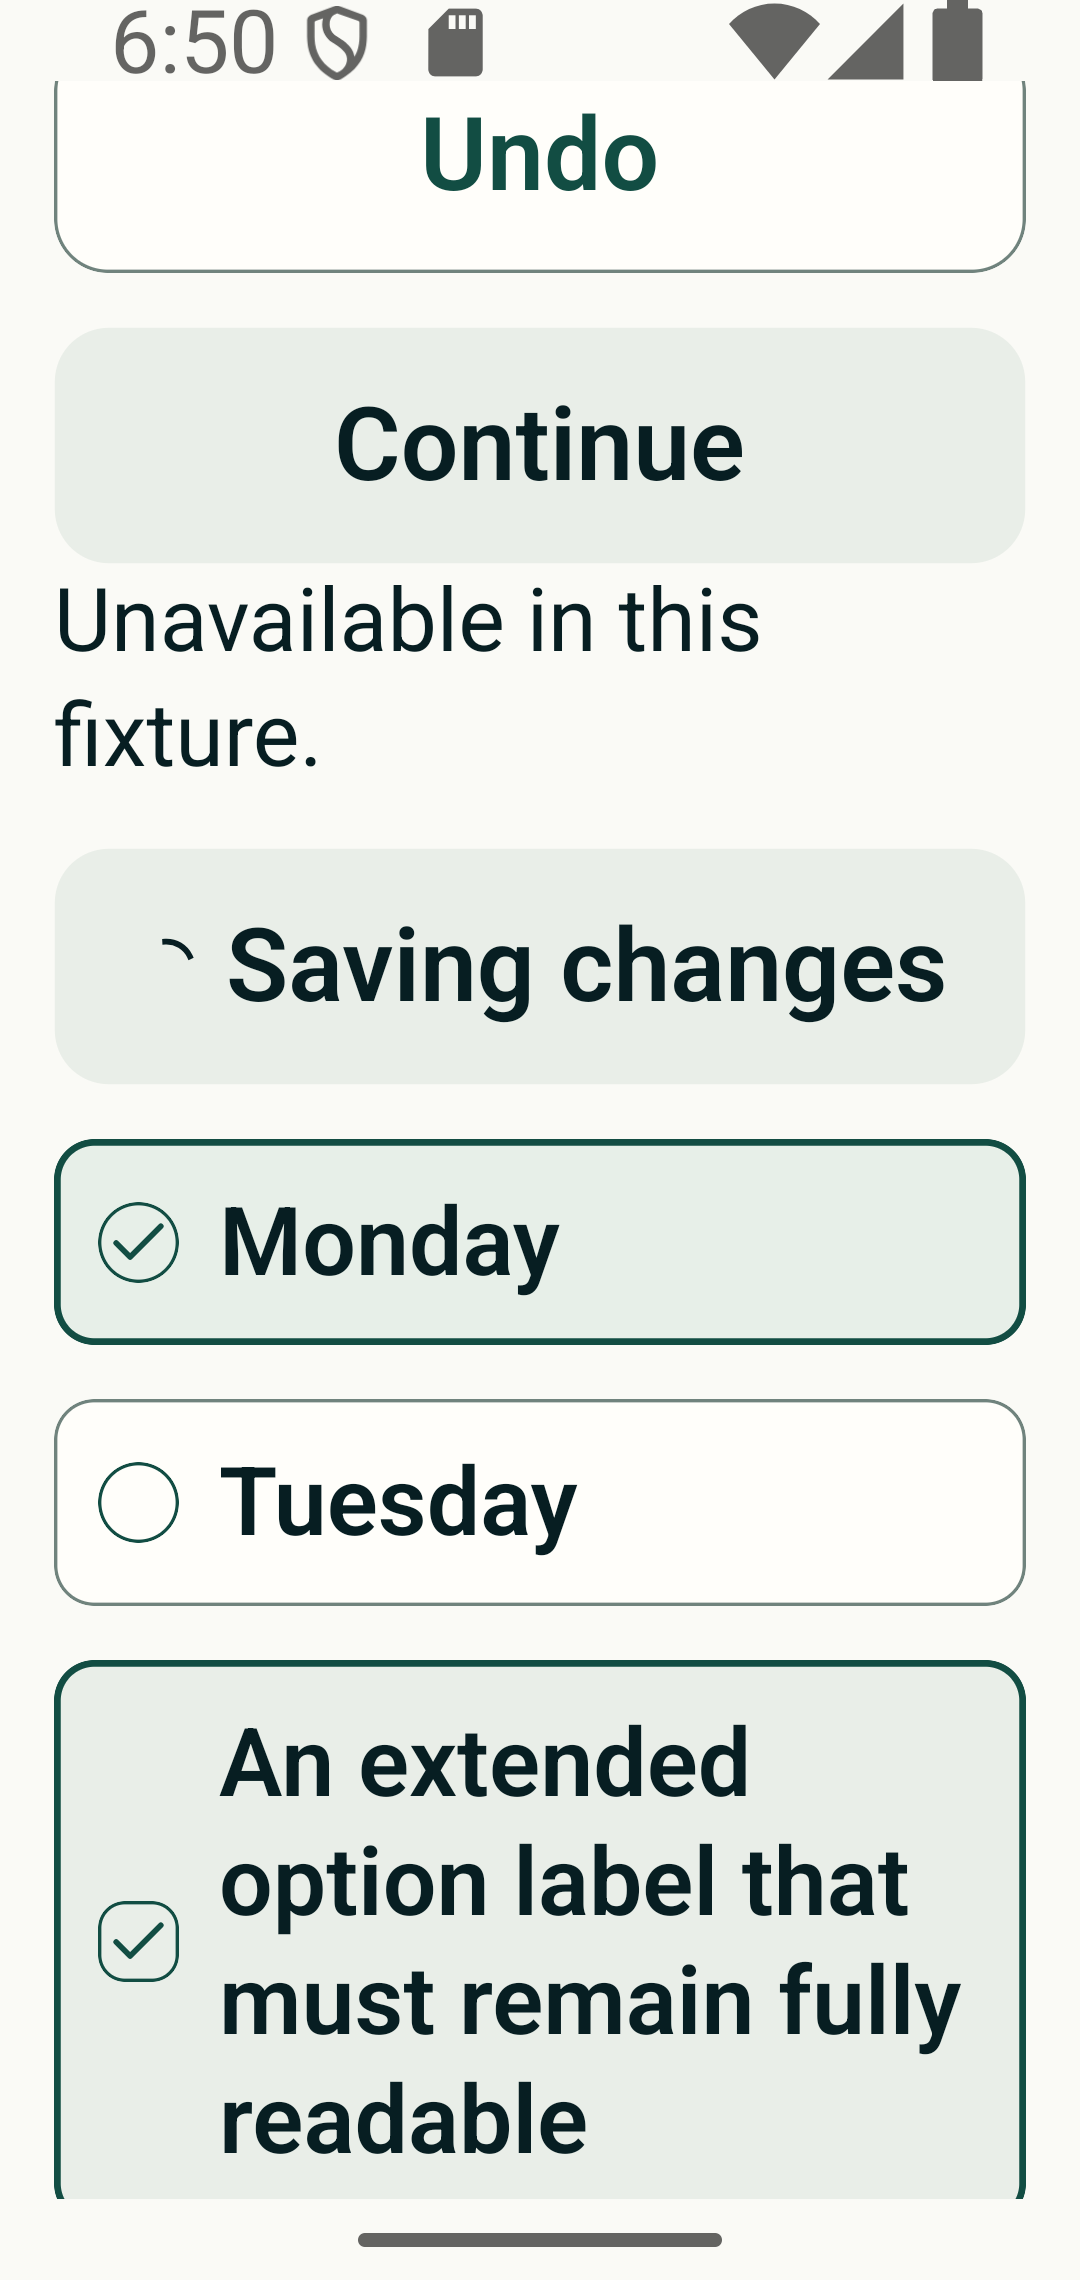 6:50
Undo
Continue
Unavailable in this
fixture.
Saving changes
Monday
Tuesday
An extended
option label that
must remain fully
readable